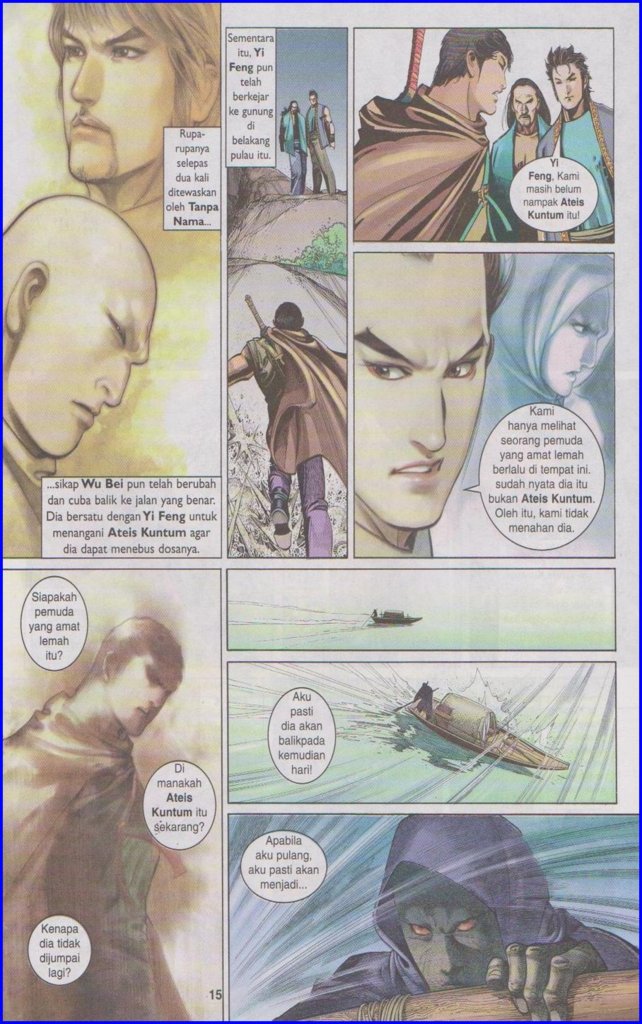 Rupa-
rupanya
selepas
dua kali
ditewaskan
oleh Tanpa
Nama...
...sikap Wu Bei pun telah berubah
dan cuba balik ke jalan yang benar.
Dia bersatu dengan Yi Feng untuk
menangani Ateis Kuntum agar
dia dapat menebus dosanya.
Sementara
itu, Yi
Feng pun
telah
berkejar
ke gunung
di
belakang
pulau itu.
Yi
Feng, Kami
masih belum
nampak Ateis
Kuntum itu!
Kami
hanya melihat
seorang pemuda
yang amat lemah
berlalu di tempat ini.
sudah nyata dia itu
bukan Ateis Kuntum.
Oleh itu, kami tidak
menahan dia.
Siapakah
pemuda
yang amat
lemah
itu?
Di
manakah
Ateis
Kuntum itu
sekarang?
Kenapa
dia tidak
dijumpai
lagi?
Aku
pasti
dia akan
balikpada
kemudian
hari!
Apabila
aku pulang,
aku pasti akan
menjadi...
15